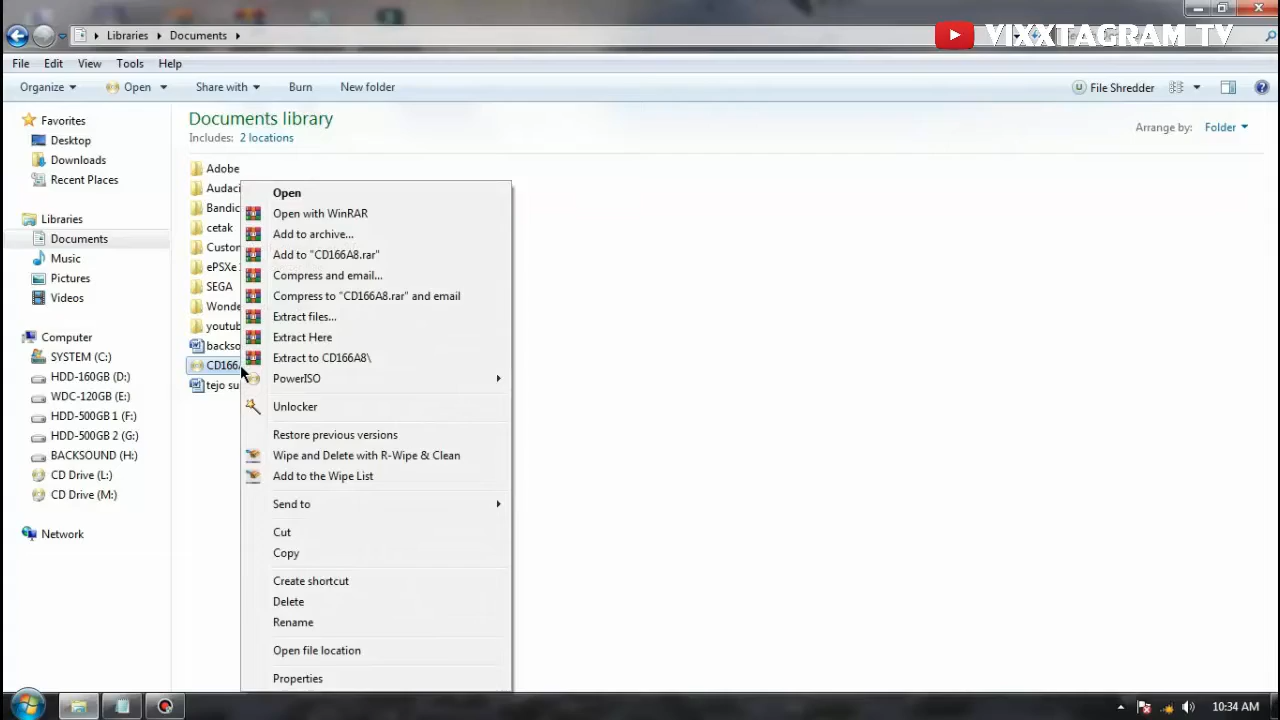 VIXXTAGRAM TV
Libraries Documents
File Edit View Tools Help
Organize Open Share with Burn New folder File Shredder
Favorites
Desktop
Downloads
Recent Places
Libraries
Documents
Music
Pictures
Videos
Computer
SYSTEM (C:)
HDD-160GB (D:)
WDC-120GB (E:)
HDD-500GB 1 (F:)
HDD-500GB 2 (G:)
BACKSOUND (H:)
CD Drive (L:)
CD Drive (M:)
Network
Documents library
Includes: 2 locations
Arrange by: Folder
Adobe
Audaci
Bandic
cetak
Custom
ePSXe
SEGA
Wonde
youtub
backso
CD166
tejo su
Open
Open with WinRAR
Add to archive...
Add to "CD166A8.rar"
Compress and email...
Compress to "CD166A8.rar" and email
Extract files...
Extract Here
Extract to CD166A8\
PowerISO
Unlocker
Restore previous versions
Wipe and Delete with R-Wipe & Clean
Add to the Wipe List
Send to
Cut
Copy
Create shortcut
Delete
Rename
Open file location
Properties
10:34 AM